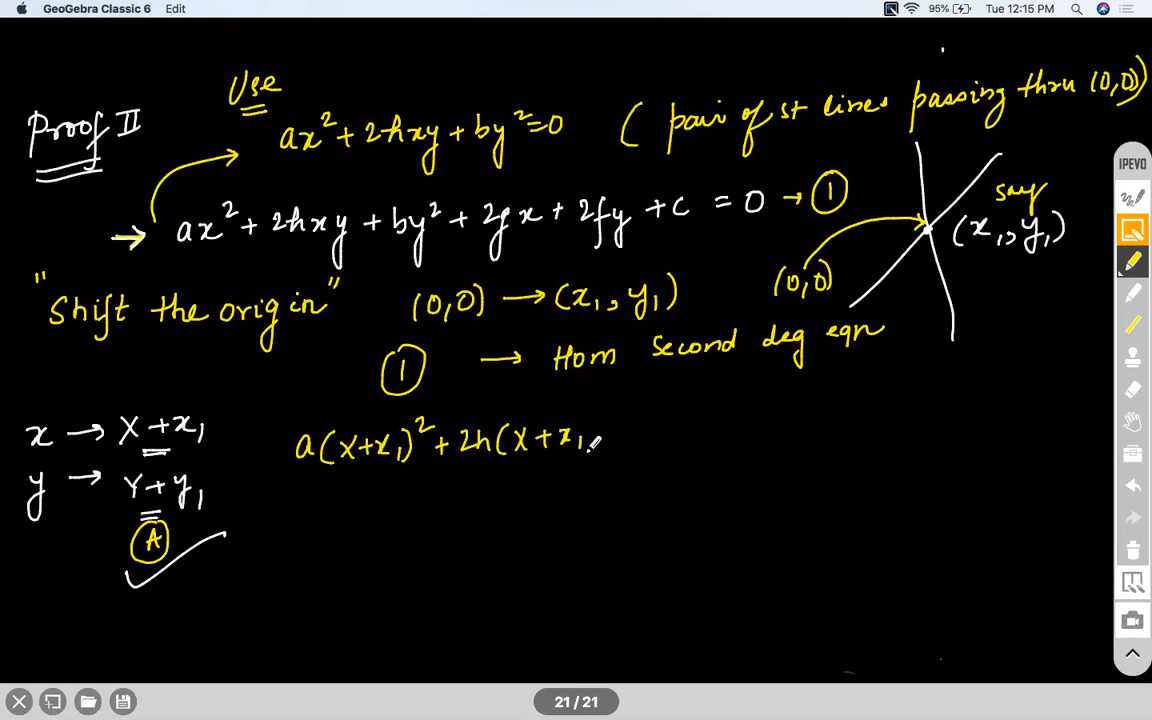 GeoGebra Classic 6 Edit 95% Tue 12:15 PM
Use
Proof II
ax² + 2hxy + by² = 0 ( pair of st lines passing thru (0,0))
IPEVO
ax² + 2hxy + by² + 2gx + 2fy + c = 0 → ①
say
(x₁, y₁)
"Shift the origin" (0,0) → (x₁, y₁) (0,0)
① → Hom second deg eqn
x → X + x₁
a(X+x₁)² + 2h(X+x₁
y → Y + y₁
A
21 / 21